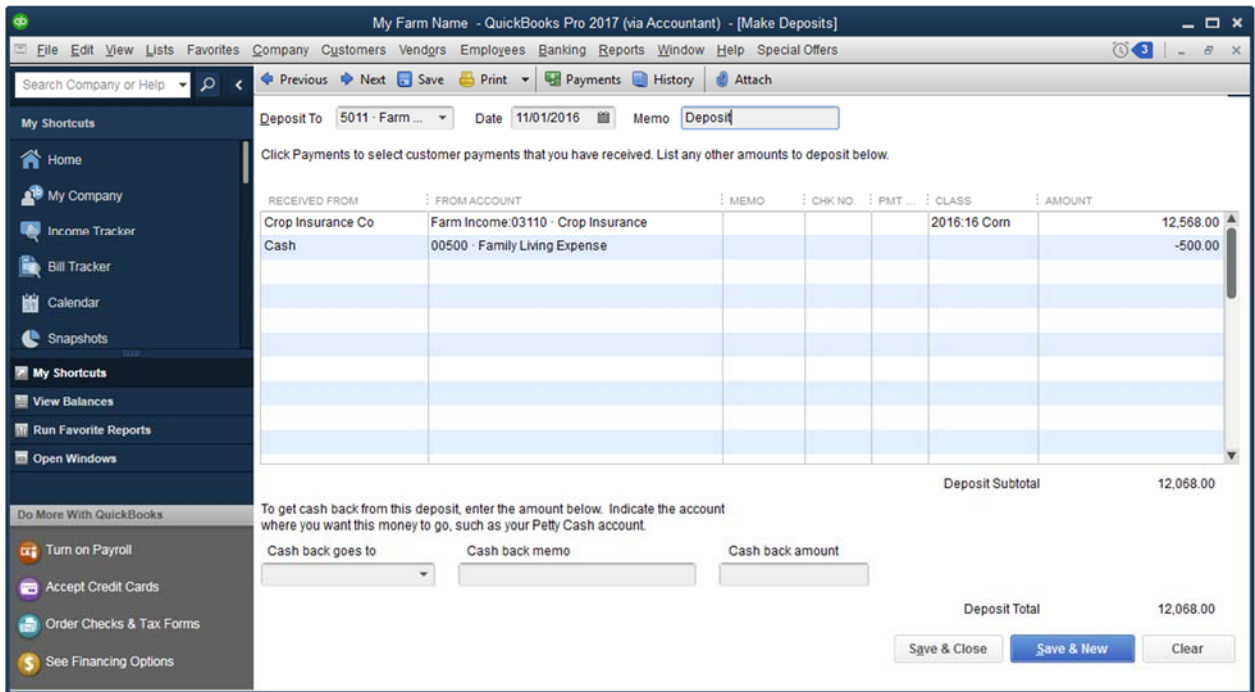 qb
My Farm Name - QuickBooks Pro 2017 (via Accountant) - [Make Deposits]
File Edit View Lists Favorites Company Customers Vendors Employees Banking Reports Window Help Special Offers 3
Search Company or Help Previous Next Save Print Payments History Attach
My Shortcuts
Home
My Company
Income Tracker
Bill Tracker
Calendar
Snapshots
My Shortcuts
View Balances
Run Favorite Reports
Open Windows
Do More With QuickBooks
Turn on Payroll
Accept Credit Cards
Order Checks & Tax Forms
See Financing Options
Deposit To 5011 · Farm ... Date 11/01/2016 Memo Deposit
Click Payments to select customer payments that you have received. List any other amounts to deposit below.
RECEIVED FROM FROM ACCOUNT MEMO CHK NO. PMT ... CLASS AMOUNT
Crop Insurance Co Farm Income:03110 · Crop Insurance 2016:16 Corn 12,568.00
Cash 00500 · Family Living Expense -500.00
Deposit Subtotal 12,068.00
To get cash back from this deposit, enter the amount below. Indicate the account
where you want this money to go, such as your Petty Cash account.
Cash back goes to Cash back memo Cash back amount
Deposit Total 12,068.00
Save & Close Save & New Clear